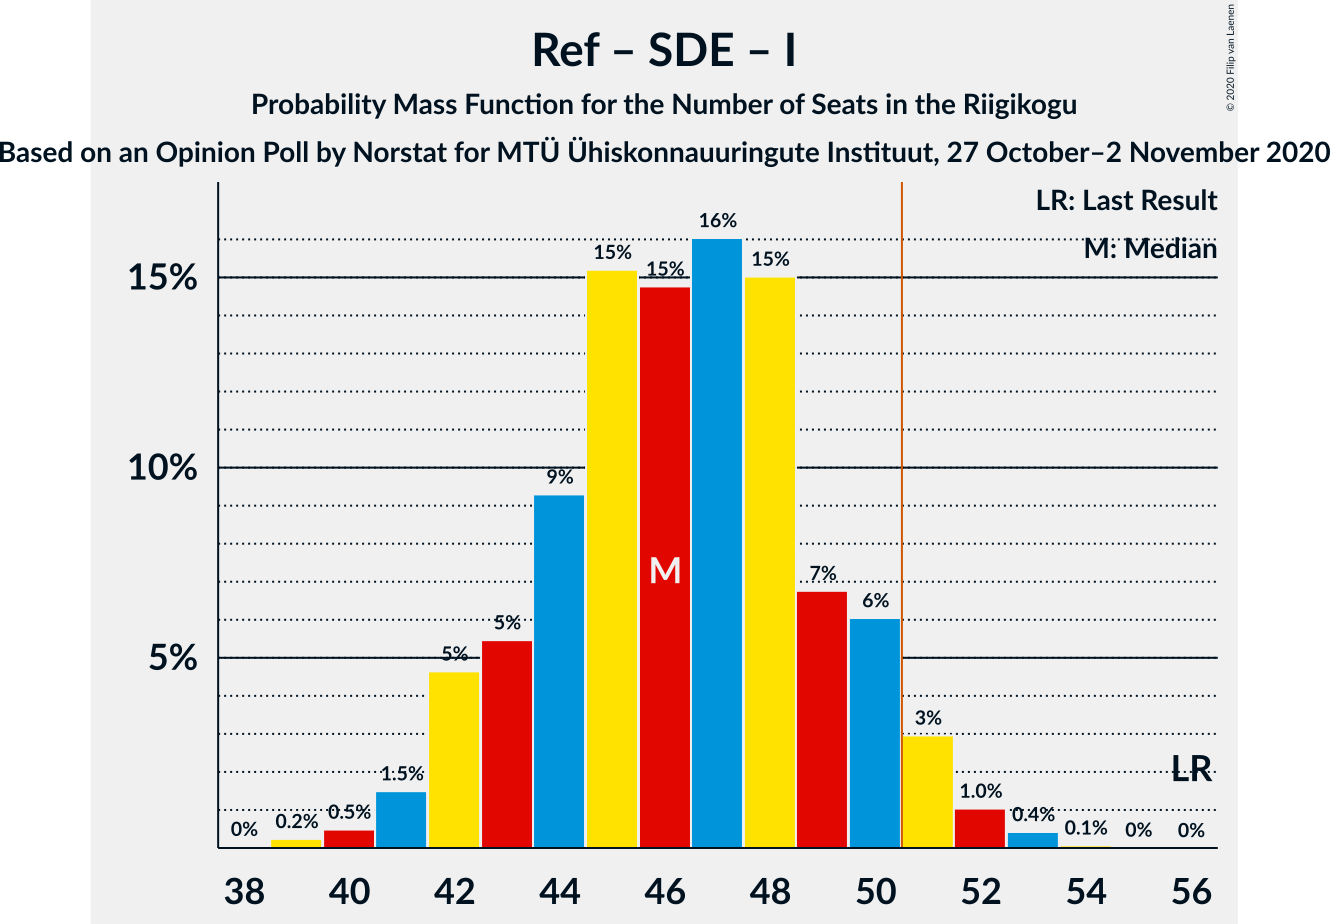 Ref – SDE – I
Probability Mass Function for the Number of Seats in the Riigikogu
Based on an Opinion Poll by Norstat for MTÜ Ühiskonnauuringute Instituut, 27 October–2 November 2020
© 2020 Filip van Laenen
LR: Last Result
M: Median
15%
10%
5%
0%
0.2%
0.5%
1.5%
5%
5%
9%
15%
15%
16%
15%
7%
6%
3%
1.0%
0.4%
0.1%
0%
0%
M
LR
38 40 42 44 46 48 50 52 54 56